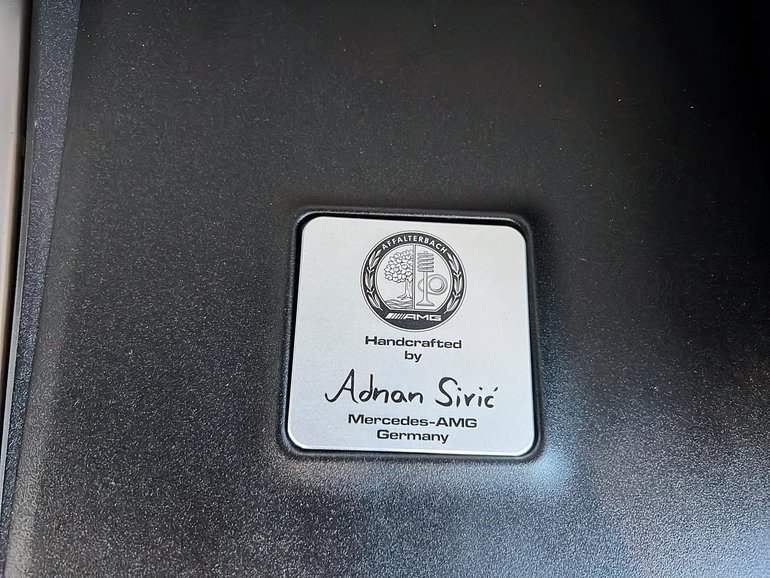 AFFALTERBACH
AMG
Handcrafted
by
Adnan Sirić
Mercedes-AMG
Germany